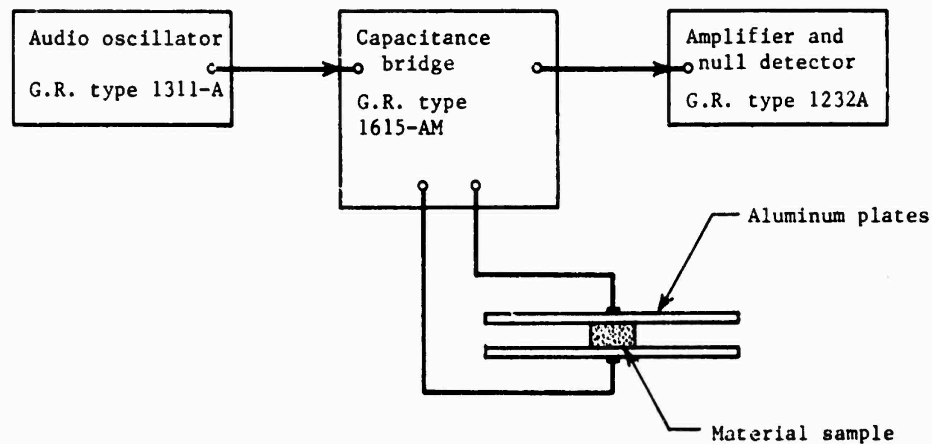 Audio oscillator
G.R. type 1311-A
Capacitance
bridge
G.R. type
1615-AM
Amplifier and
null detector
G.R. type 1232A
Aluminum plates
Material sample